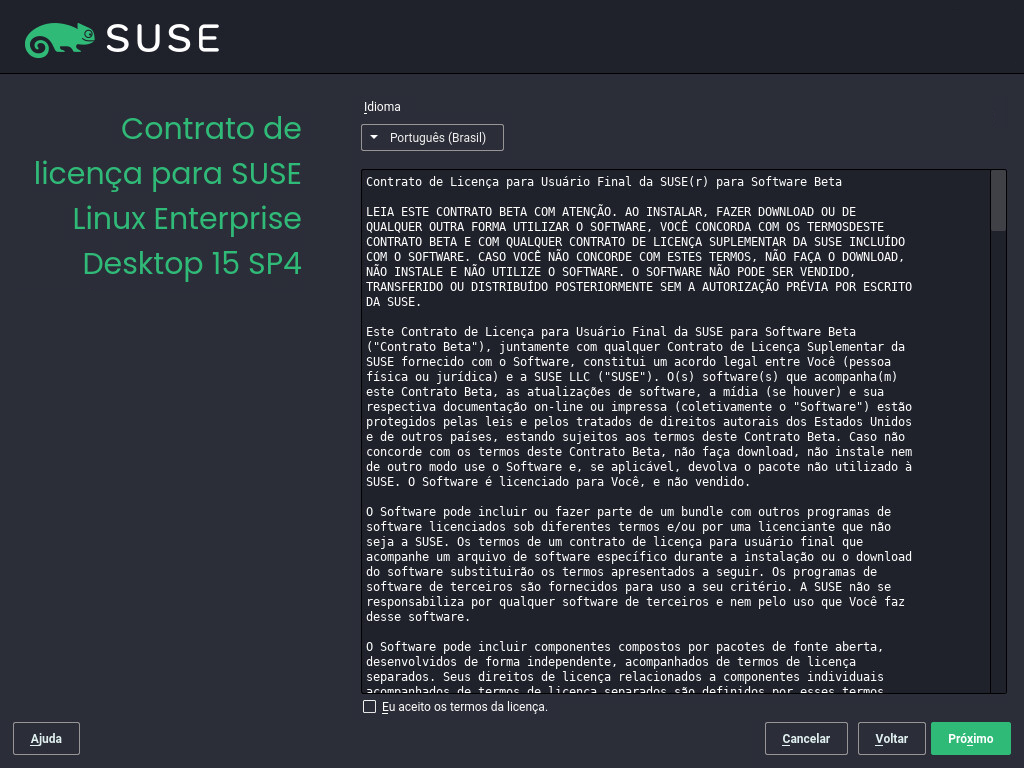 SUSE
Contrato de
licença para SUSE
Linux Enterprise
Desktop 15 SP4
Idioma
Português (Brasil)
Contrato de Licença para Usuário Final da SUSE(r) para Software Beta
LEIA ESTE CONTRATO BETA COM ATENÇÃO. AO INSTALAR, FAZER DOWNLOAD OU DE
QUALQUER OUTRA FORMA UTILIZAR O SOFTWARE, VOCÊ CONCORDA COM OS TERMOSDESTE
CONTRATO BETA E COM QUALQUER CONTRATO DE LICENÇA SUPLEMENTAR DA SUSE INCLUÍDO
COM O SOFTWARE. CASO VOCÊ NÃO CONCORDE COM ESTES TERMOS, NÃO FAÇA O DOWNLOAD,
NÃO INSTALE E NÃO UTILIZE O SOFTWARE. O SOFTWARE NÃO PODE SER VENDIDO,
TRANSFERIDO OU DISTRIBUÍDO POSTERIORMENTE SEM A AUTORIZAÇÃO PRÉVIA POR ESCRITO
DA SUSE.
Este Contrato de Licença para Usuário Final da SUSE para Software Beta
("Contrato Beta"), juntamente com qualquer Contrato de Licença Suplementar da
SUSE fornecido com o Software, constitui um acordo legal entre Você (pessoa
física ou jurídica) e a SUSE LLC ("SUSE"). O(s) software(s) que acompanha(m)
este Contrato Beta, as atualizações de software, a mídia (se houver) e sua
respectiva documentação on-line ou impressa (coletivamente o "Software") estão
protegidos pelas leis e pelos tratados de direitos autorais dos Estados Unidos
e de outros países, estando sujeitos aos termos deste Contrato Beta. Caso não
concorde com os termos deste Contrato Beta, não faça download, não instale nem
de outro modo use o Software e, se aplicável, devolva o pacote não utilizado à
SUSE. O Software é licenciado para Você, e não vendido.
O Software pode incluir ou fazer parte de um bundle com outros programas de
software licenciados sob diferentes termos e/ou por uma licenciante que não
seja a SUSE. Os termos de um contrato de licença para usuário final que
acompanhe um arquivo de software específico durante a instalação ou o download
do software substituirão os termos apresentados a seguir. Os programas de
software de terceiros são fornecidos para uso a seu critério. A SUSE não se
responsabiliza por qualquer software de terceiros e nem pelo uso que Você faz
desse software.
O Software pode incluir componentes compostos por pacotes de fonte aberta,
desenvolvidos de forma independente, acompanhados de termos de licença
separados. Seus direitos de licença relacionados a componentes individuais
acompanhados de termos de licença separados são definidos por esses termos
Eu aceito os termos da licença.
Ajuda
Cancelar
Voltar
Próximo